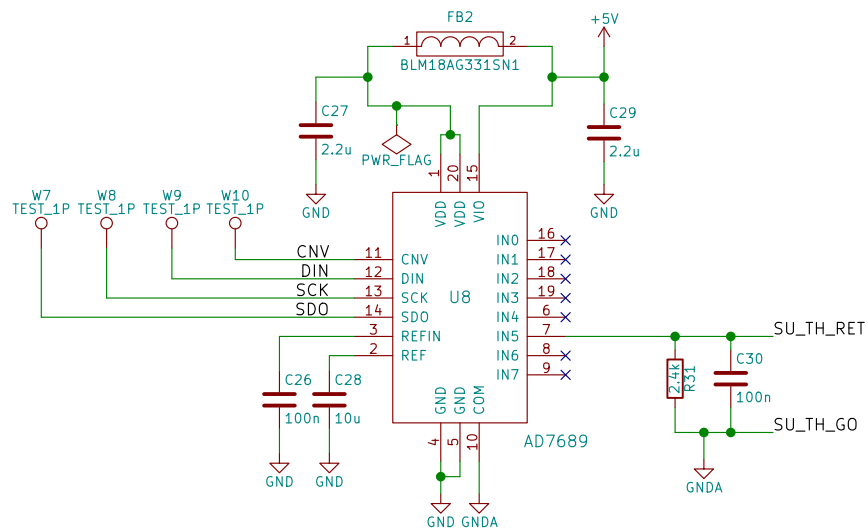 FB2
1
2
BLM18AG331SN1
+5V
C27
2.2u
GND
PWR_FLAG
C29
2.2u
GND
1
20
15
VDD
VDD
VIO
W7
TEST_1P
W8
TEST_1P
W9
TEST_1P
W10
TEST_1P
CNV
11
CNV
DIN
12
DIN
SCK
13
SCK
SDO
14
SDO
3
REFIN
2
REF
U8
IN0
16
IN1
17
IN2
18
IN3
19
IN4
6
IN5
7
IN6
8
IN7
9
SU_TH_RET
2.4k
R31
C30
100n
SU_TH_GO
GNDA
C26
100n
GND
C28
10u
GND
GND
GND
COM
4
5
10
AD7689
GND
GNDA